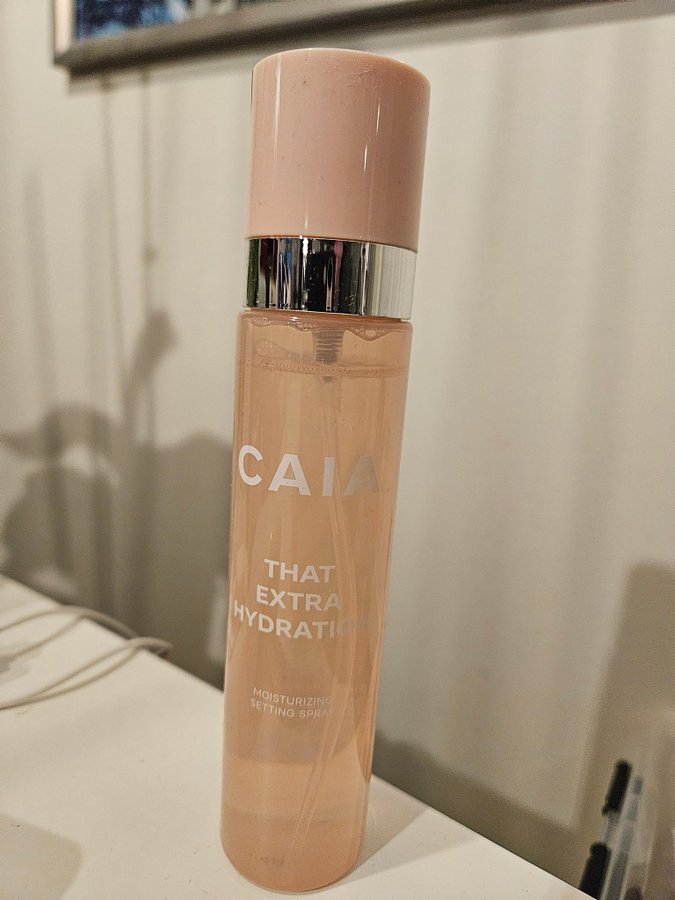 CAIA
THAT
EXTRA
HYDRATION
MOISTURIZING
SETTING SPRAY